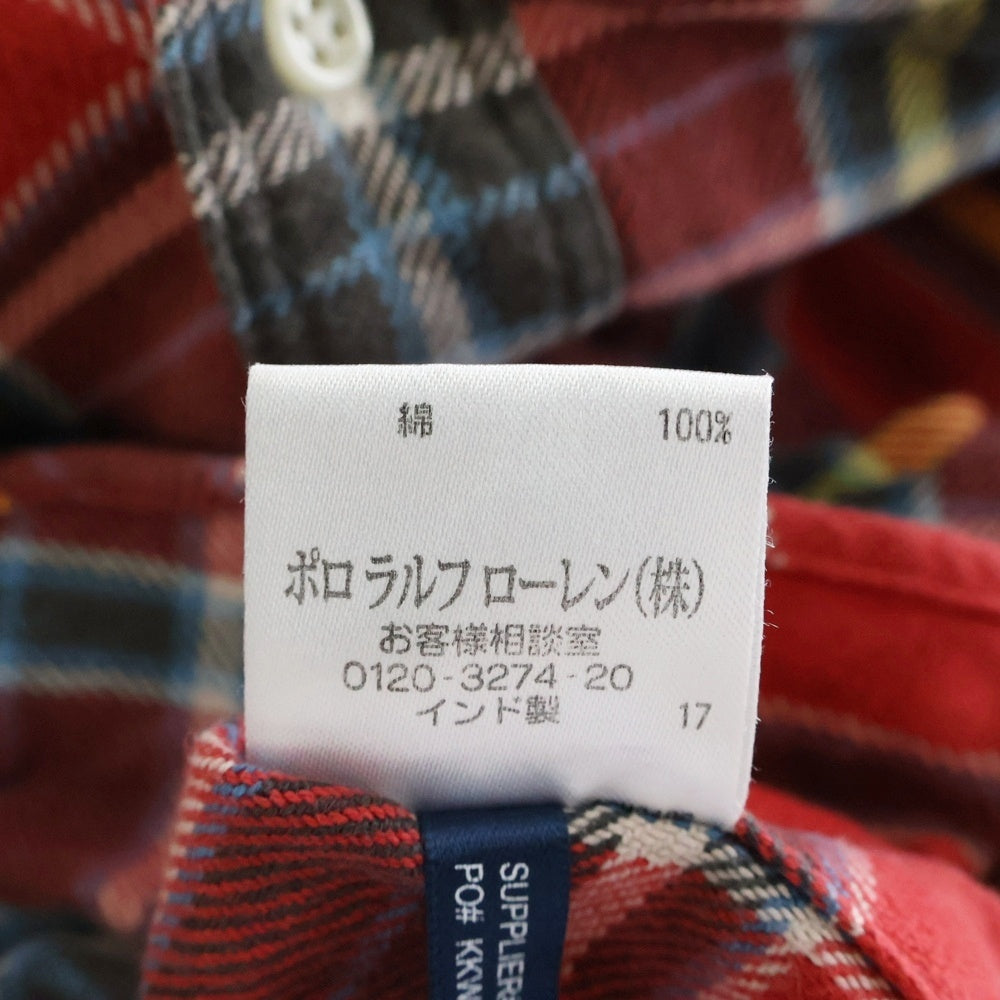 綿 100%
ポロ ラルフ ローレン(株)
お客様相談室
0120-3274-20
インド製 17
SUPPLIER
PO# KKW